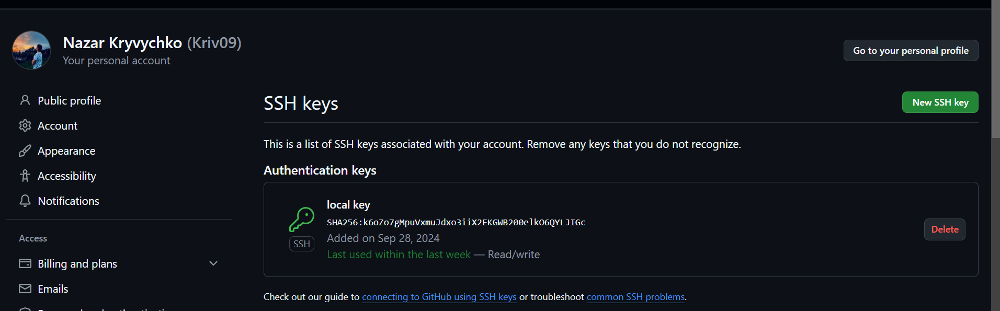 Nazar Kryvychko (Kriv09)
Your personal account
Go to your personal profile
Public profile
Account
Appearance
Accessibility
Notifications
Access
Billing and plans
Emails
SSH keys
New SSH key
This is a list of SSH keys associated with your account. Remove any keys that you do not recognize.
Authentication keys
local key
SHA256:k6oZo7gMpuVxmuJdxo3iiX2EKGWB200elkO6QYLJIGc
Added on Sep 28, 2024
Last used within the last week — Read/write
SSH
Delete
Check out our guide to connecting to GitHub using SSH keys or troubleshoot common SSH problems.